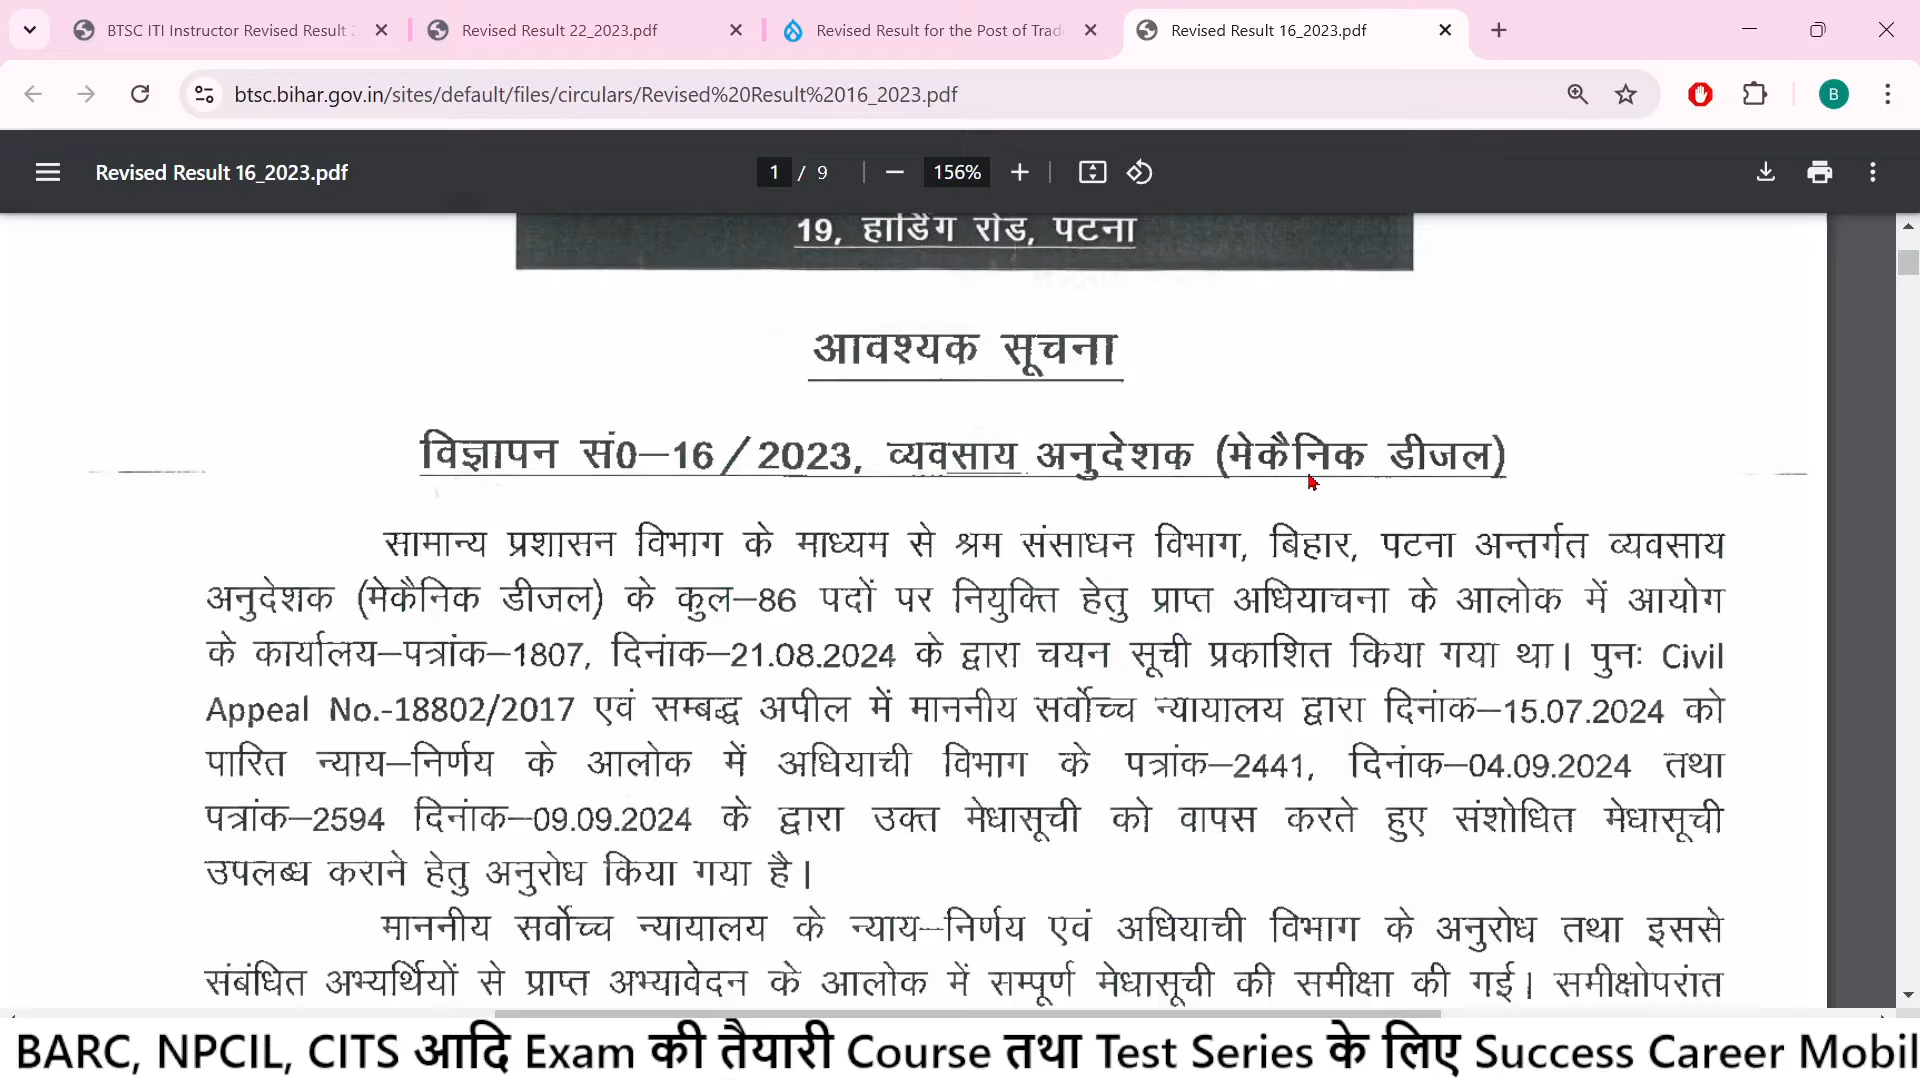 BTSC ITI Instructor Revised Result 2
Revised Result 22_2023.pdf
Revised Result for the Post of Trad
Revised Result 16_2023.pdf
btsc.bihar.gov.in/sites/default/files/circulars/Revised%20Result%2016_2023.pdf
B
Revised Result 16_2023.pdf
1 / 9
156%
19, हार्डिंग रोड, पटना
आवश्यक सूचना
विज्ञापन सं0–16/2023, व्यवसाय अनुदेशक (मेकैनिक डीजल)
सामान्य प्रशासन विभाग के माध्यम से श्रम संसाधन विभाग, बिहार, पटना अन्तर्गत व्यवसाय
अनुदेशक (मेकैनिक डीजल) के कुल–86 पदों पर नियुक्ति हेतु प्राप्त अधियाचना के आलोक में आयोग
के कार्यालय–पत्रांक–1807, दिनांक–21.08.2024 के द्वारा चयन सूची प्रकाशित किया गया था। पुनः Civil
Appeal No.-18802/2017 एवं सम्बद्ध अपील में माननीय सर्वोच्च न्यायालय द्वारा दिनांक–15.07.2024 को
पारित न्याय–निर्णय के आलोक में अधियाची विभाग के पत्रांक–2441, दिनांक–04.09.2024 तथा
पत्रांक–2594 दिनांक–09.09.2024 के द्वारा उक्त मेधासूची को वापस करते हुए संशोधित मेधासूची
उपलब्ध कराने हेतु अनुरोध किया गया है।
माननीय सर्वोच्च न्यायालय के न्याय–निर्णय एवं अधियाची विभाग के अनुरोध तथा इससे
संबंधित अभ्यर्थियों से प्राप्त अभ्यावेदन के आलोक में सम्पूर्ण मेधासूची की समीक्षा की गई। समीक्षोपरांत
BARC, NPCIL, CITS आदि Exam की तैयारी Course तथा Test Series के लिए Success Career Mobil